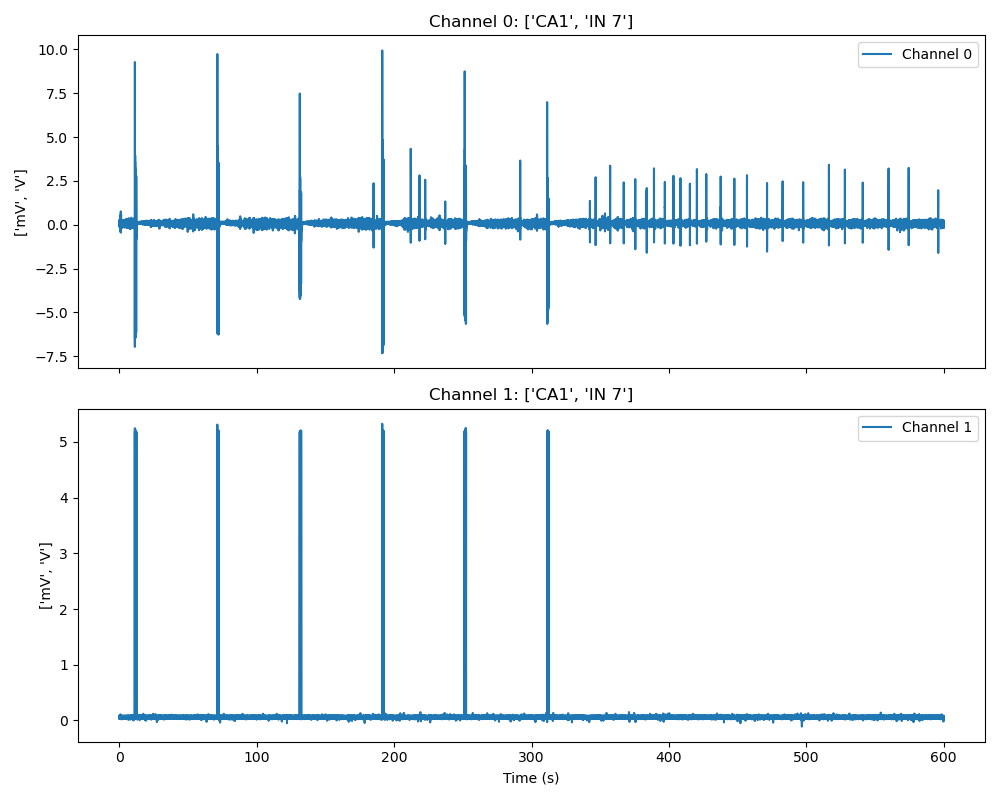 Channel 0: ['CA1', 'IN 7']
Channel 0
10.0
7.5
5.0
2.5
0.0
−2.5
−5.0
−7.5
['mV', 'V']
Channel 1: ['CA1', 'IN 7']
Channel 1
5
4
3
2
1
0
['mV', 'V']
0 100 200 300 400 500 600
Time (s)